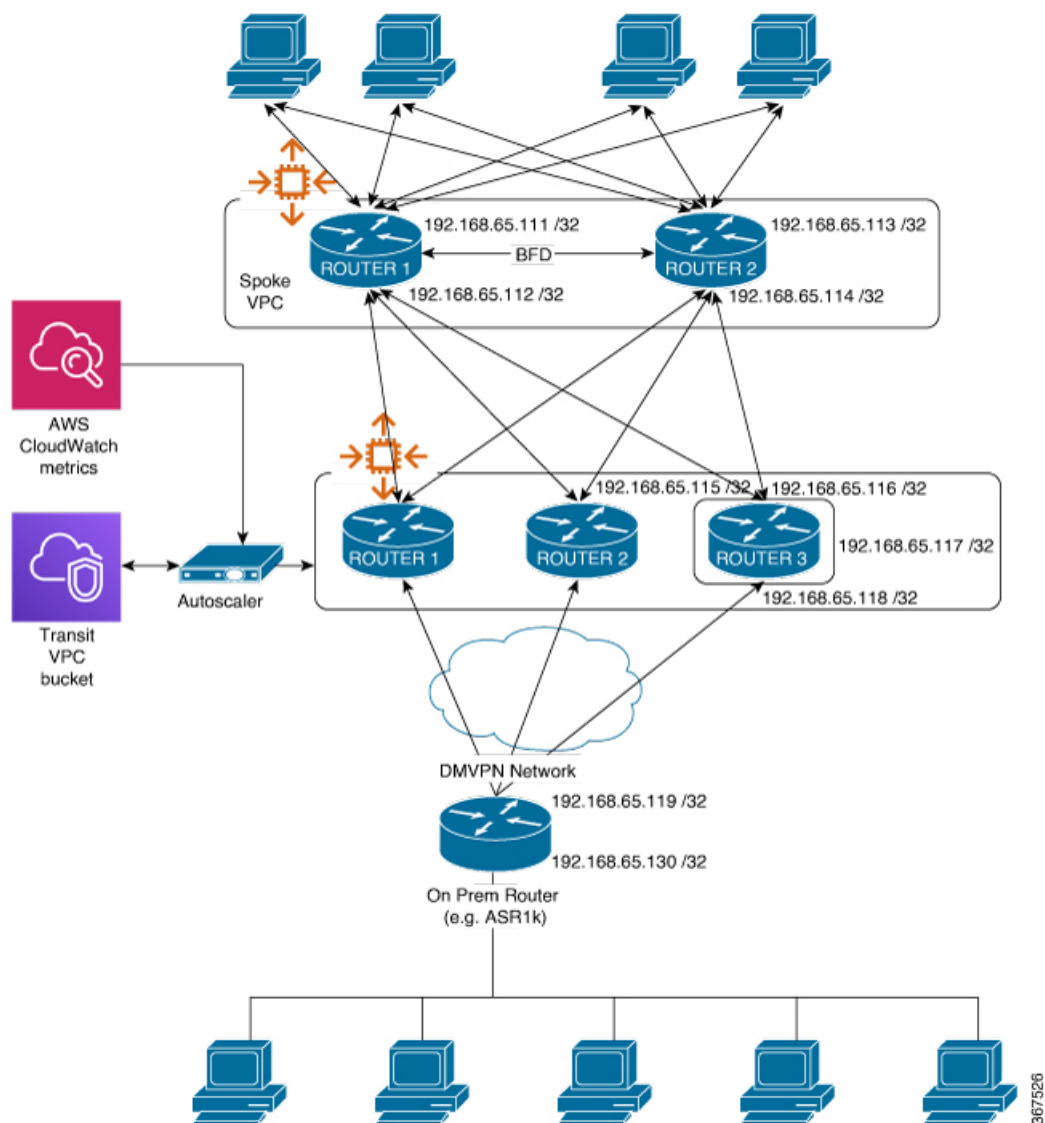 192.168.65.111 /32
192.168.65.113 /32
ROUTER 1
BFD
ROUTER 2
Spoke
VPC
192.168.65.112 /32
192.168.65.114 /32
AWS
CloudWatch
metrics
192.168.65.115 /32
192.168.65.116 /32
ROUTER 1
ROUTER 2
ROUTER 3
192.168.65.117 /32
192.168.65.118 /32
Autoscaler
Transit
VPC
bucket
DMVPN Network
192.168.65.119 /32
192.168.65.130 /32
On Prem Router
(e.g. ASR1k)
367526